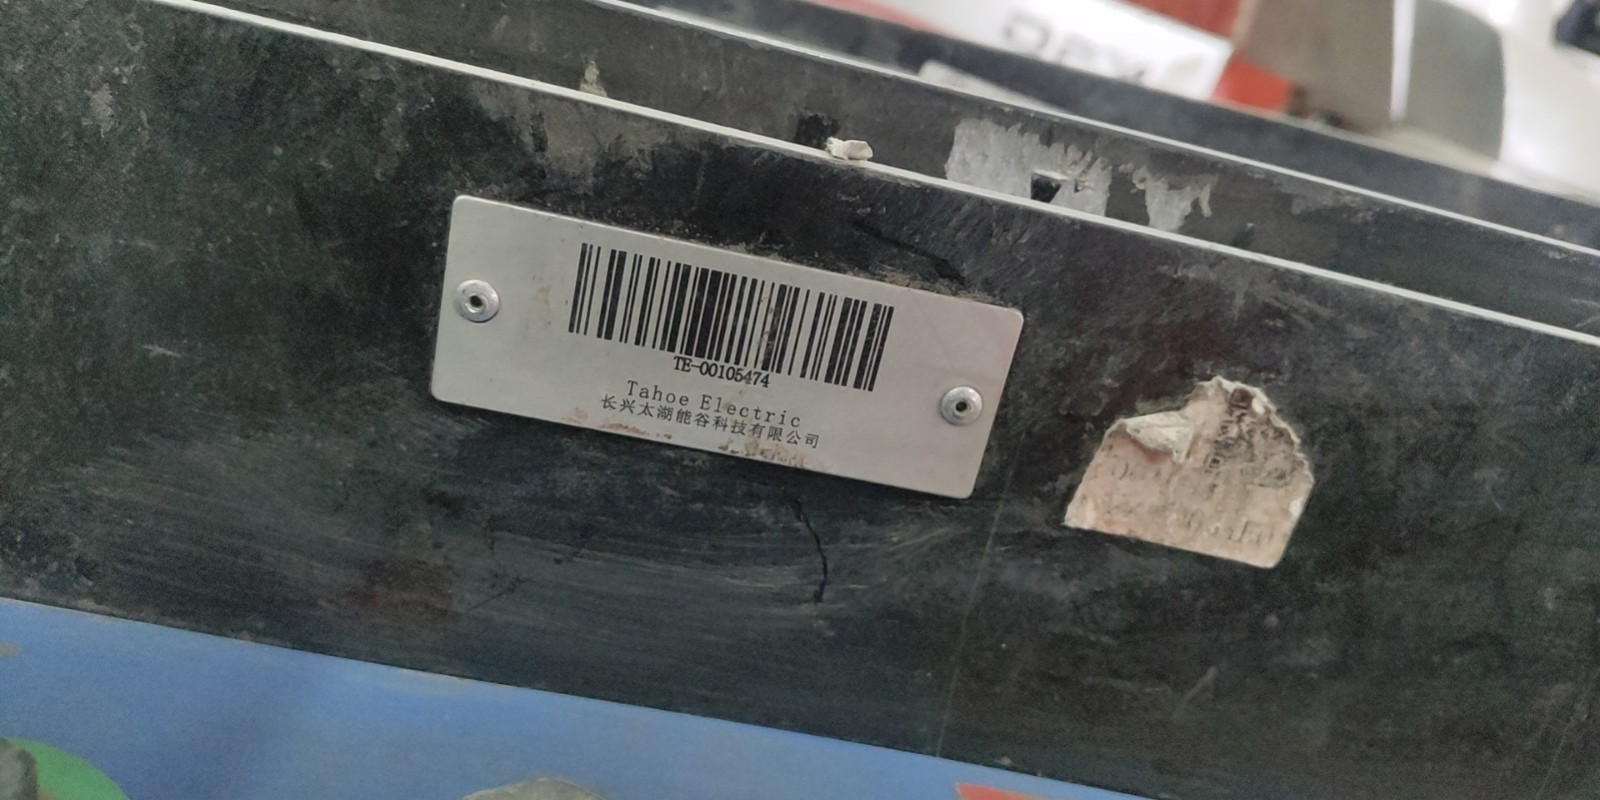 TE-00105474
Tahoe Electric
长兴太湖能谷科技有限公司